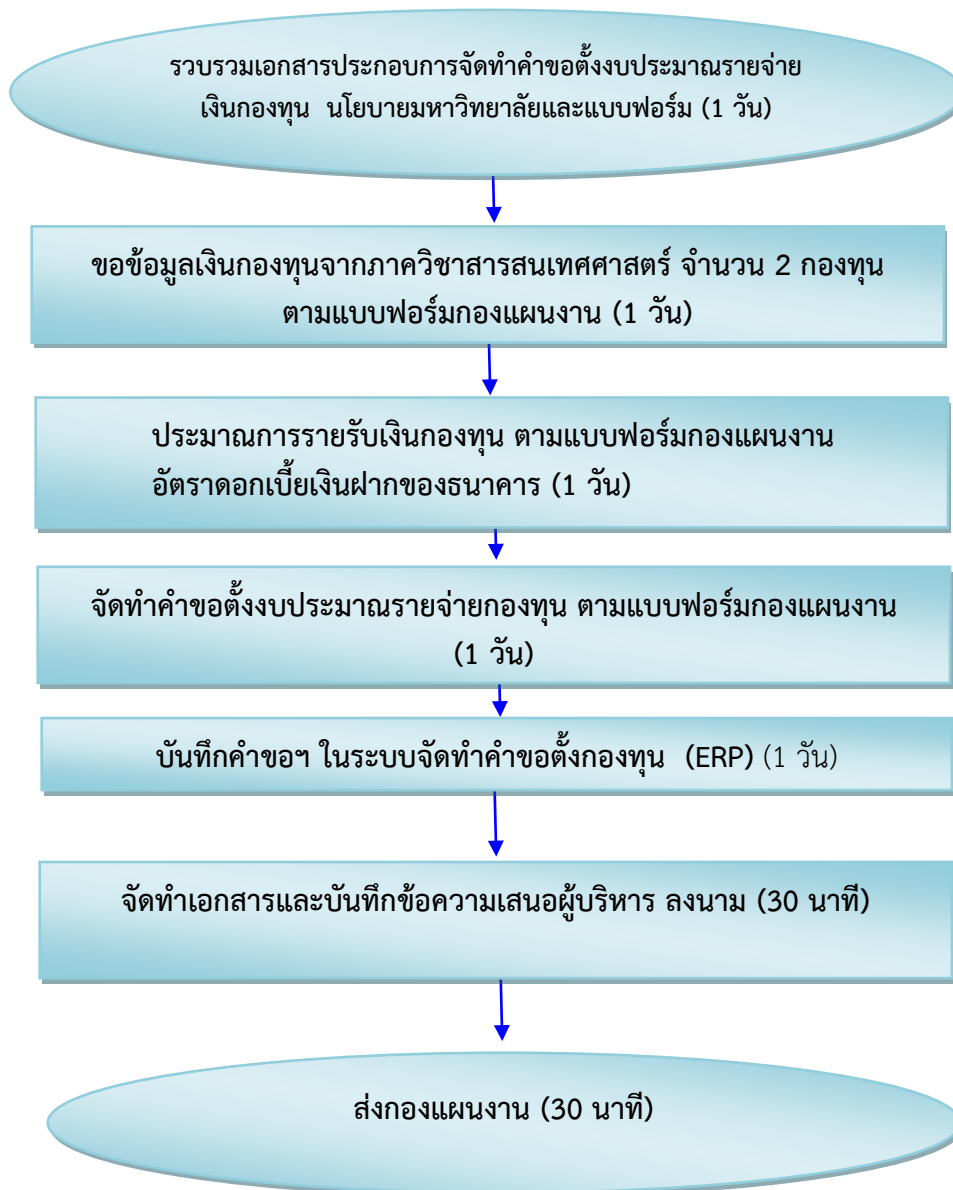 รวบรวมเอกสารประกอบการจัดทำคำขอตั้งงบประมาณรายจ่าย
เงินกองทุน นโยบายมหาวิทยาลัยและแบบฟอร์ม (1 วัน)
ขอข้อมูลเงินกองทุนจากภาควิชาสารสนเทศศาสตร์ จำนวน 2 กองทุน
ตามแบบฟอร์มกองแผนงาน (1 วัน)
ประมาณการรายรับเงินกองทุน ตามแบบฟอร์มกองแผนงาน
อัตราดอกเบี้ยเงินฝากของธนาคาร (1 วัน)
จัดทำคำขอตั้งงบประมาณรายจ่ายกองทุน ตามแบบฟอร์มกองแผนงาน
(1 วัน)
บันทึกคำขอฯ ในระบบจัดทำคำขอตั้งกองทุน (ERP) (1 วัน)
จัดทำเอกสารและบันทึกข้อความเสนอผู้บริหาร ลงนาม (30 นาที)
ส่งกองแผนงาน (30 นาที)